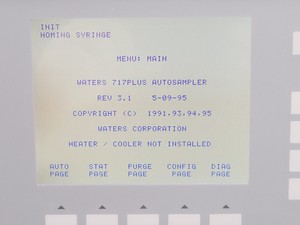 INIT
HOMING SYRINGE
MENU: MAIN
WATERS 717PLUS AUTOSAMPLER
REV 3.1 5-09-95
COPYRIGHT (C) 1991,93,94,95
WATERS CORPORATION
HEATER / COOLER NOT INSTALLED
AUTO STAT PURGE CONFIG DIAG
PAGE PAGE PAGE PAGE PAGE